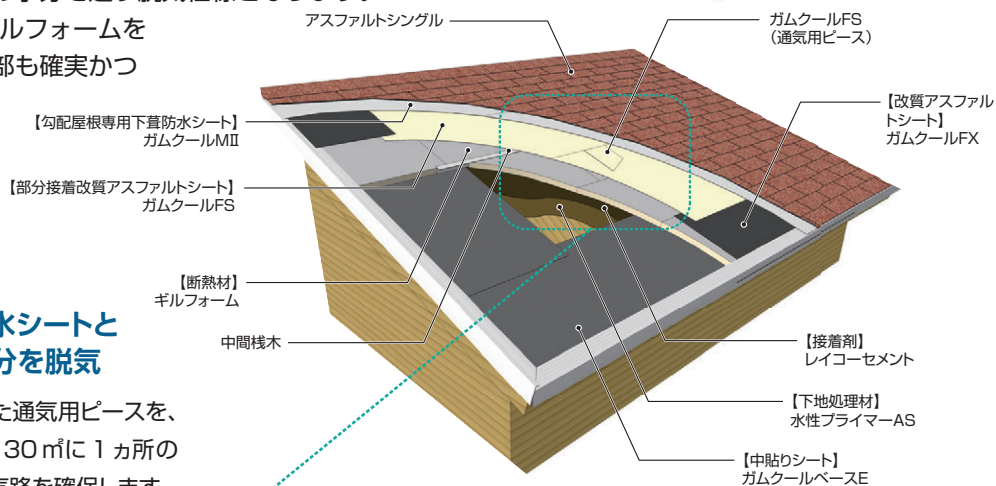 ルフォームを
部も確実かつ
アスファルトシングル
ガムクールFS
（通気用ピース）
【改質アスファル
トシート】
ガムクールFX
【勾配屋根専用下葺防水シート】
ガムクールMⅡ
【部分接着改質アスファルトシート】
ガムクールFS
【断熱材】
ギルフォーム
中間桟木
【接着剤】
レイコーセメント
【下地処理材】
水性プライマーAS
【中貼りシート】
ガムクールベースE
水シートと
分を脱気
た通気用ピースを、
30㎡に1ヵ所の
気路を確保します